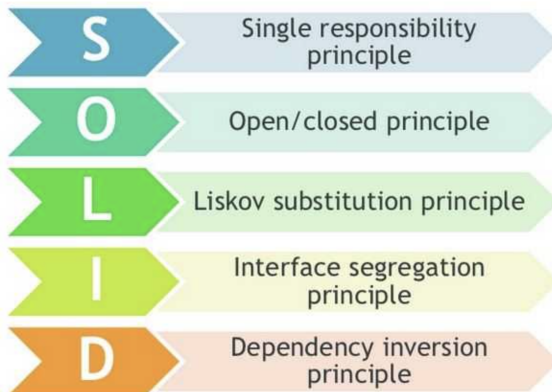 S
Single responsibility
principle
O
Open/closed principle
L
Liskov substitution principle
I
Interface segregation
principle
D
Dependency inversion
principle